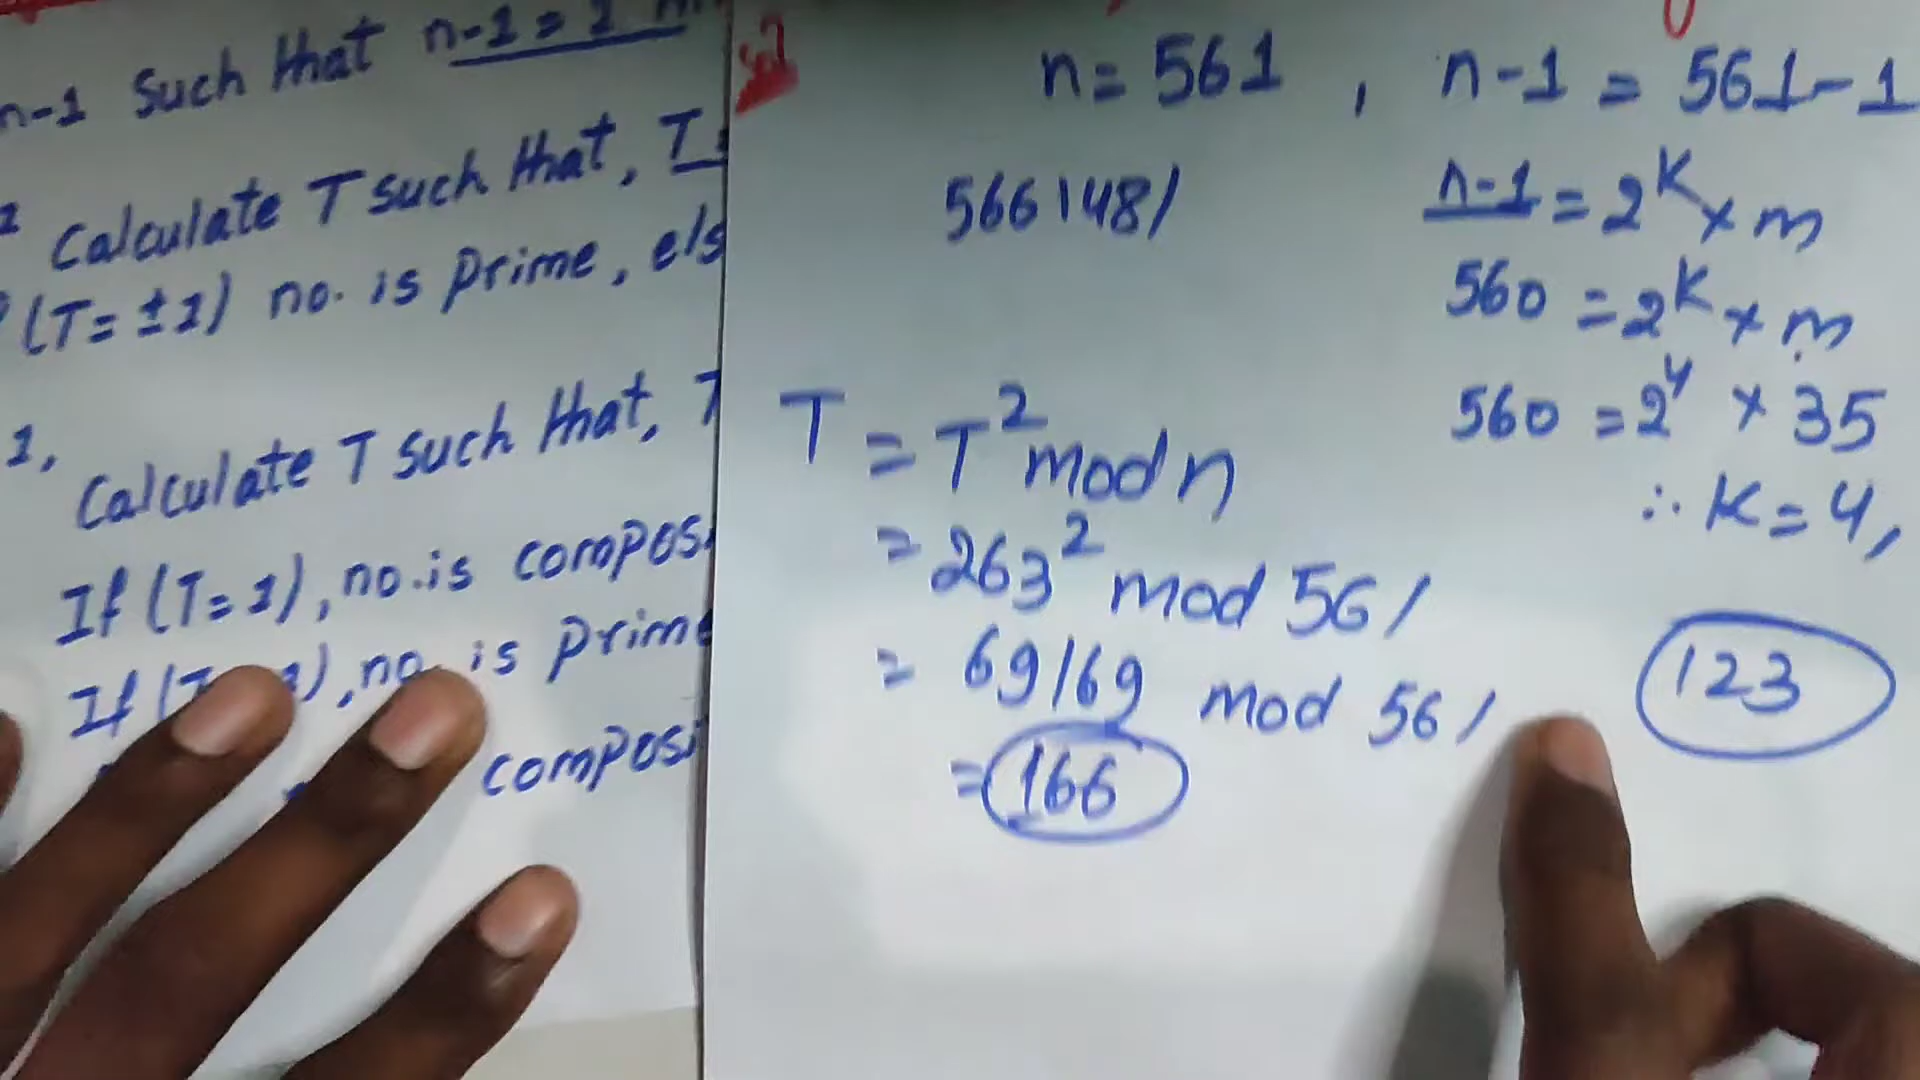 n-1 Such that n-1=2
Calculate T such that, T
(T=±1) no. is prime, els
1,
Calculate T such that, T
If (T=1), no. is composi
If (T ), no. is prime
composi
n=561 , n-1 = 561-1
5661481
n-1 = 2^k × m
560 = 2^k × m
560 = 2^4 × 35
∴ K=4,
T = T^2 mod n
= 263^2 mod 561
= 69169 mod 561
= 166
123